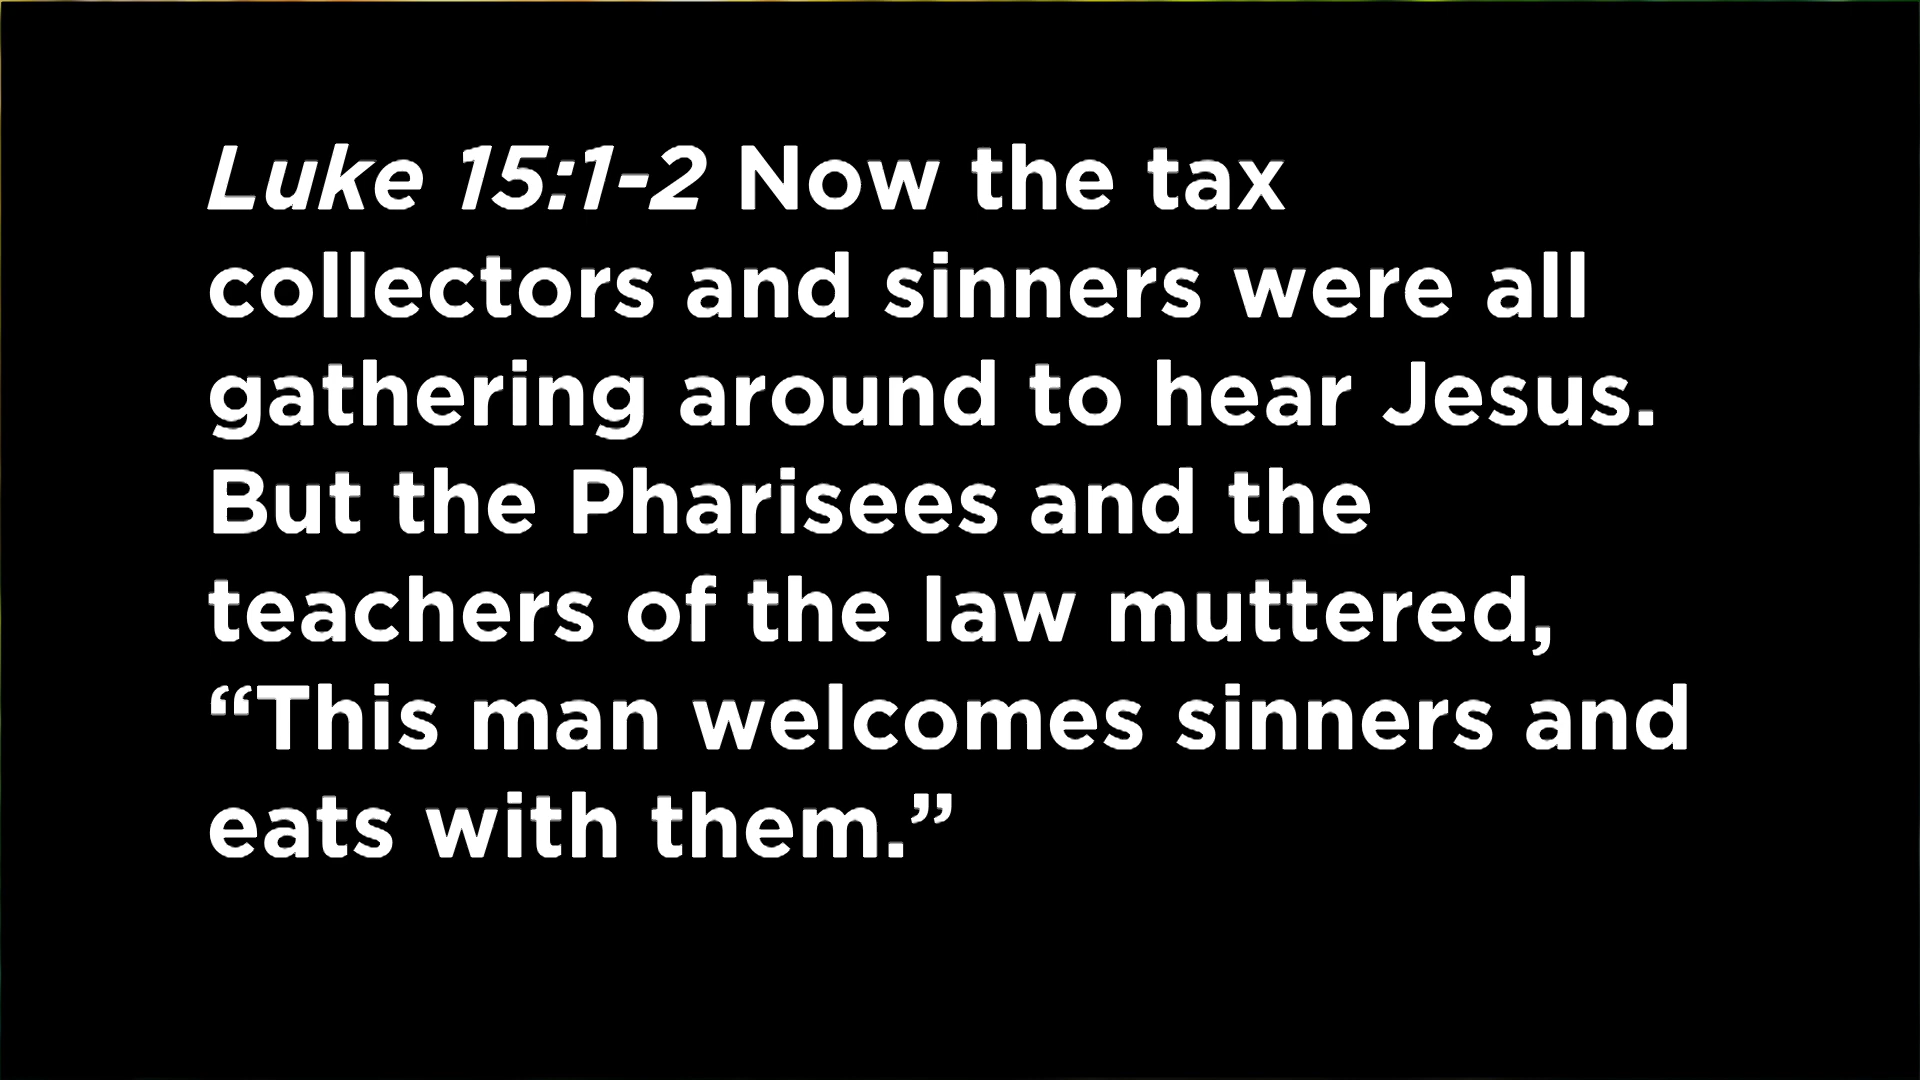 Luke 15:1-2 Now the tax
collectors and sinners were all
gathering around to hear Jesus.
But the Pharisees and the
teachers of the law muttered,
“This man welcomes sinners and
eats with them.”